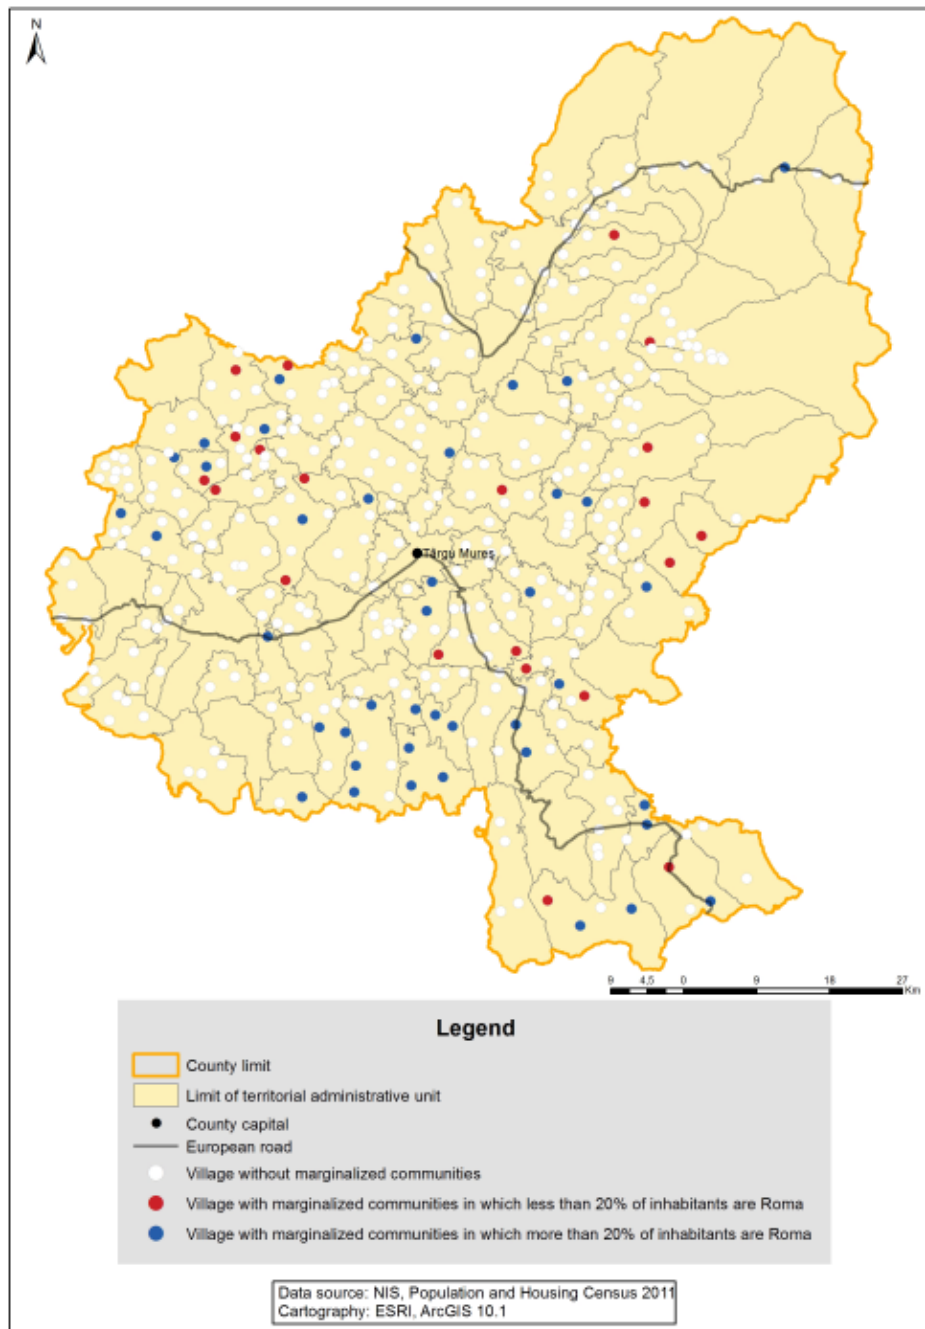 N
Târgu Mureș
9 4,5 0 9 18 27
Km
Legend
County limit
Limit of territorial administrative unit
County capital
European road
Village without marginalized communities
Village with marginalized communities in which less than 20% of inhabitants are Roma
Village with marginalized communities in which more than 20% of inhabitants are Roma
Data source: NIS, Population and Housing Census 2011
Cartography: ESRI, ArcGIS 10.1